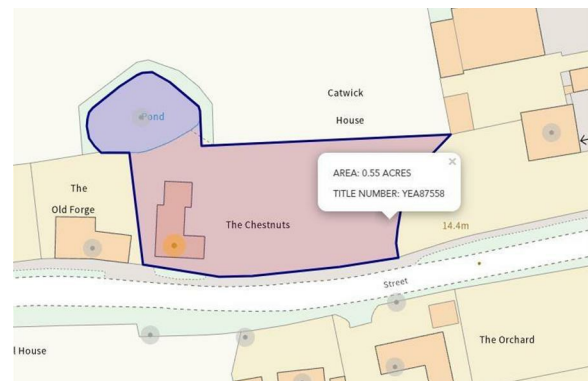 Catwick
House
Pond
AREA: 0.55 ACRES
TITLE NUMBER: YEA87558
The
Old Forge
The Chestnuts
14.4m
Street
The Orchard
l House